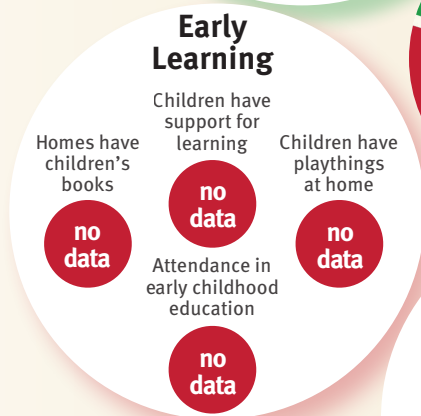 Early
Learning
Children have
support for
learning
no
data
Homes have
children's
books
no
data
Children have
playthings
at home
no
data
Attendance in
early childhood
education
no
data